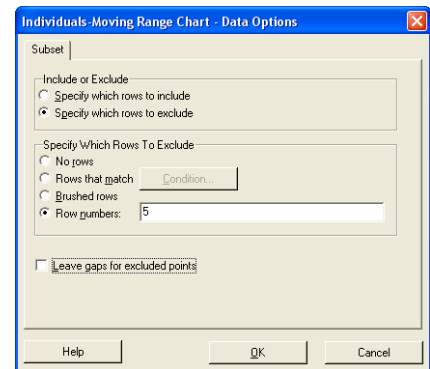 Individuals-Moving Range Chart - Data Options
Subset
Include or Exclude
Specify which rows to include
Specify which rows to exclude
Specify Which Rows To Exclude
No rows
Rows that match Condition...
Brushed rows
Row numbers: 5
Leave gaps for excluded points
Help OK Cancel